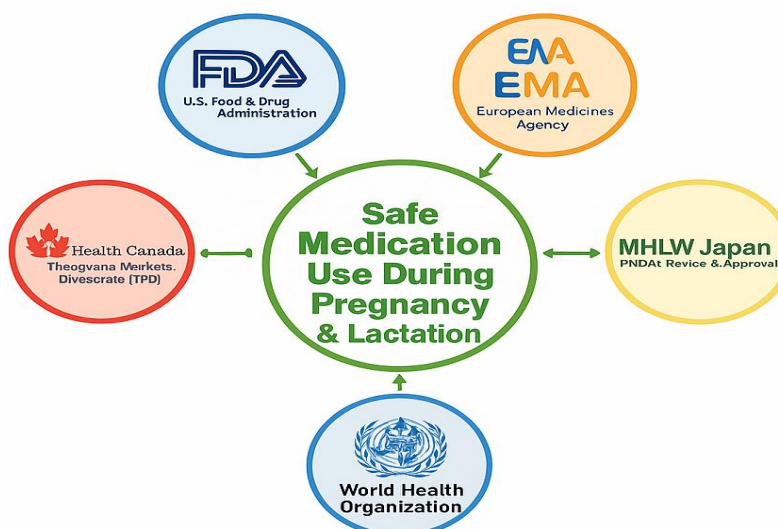 FDA
U.S. Food & Drug
Administration
EMA
EMA
European Medicines
Agency
Safe
Medication
Use During
Pregnancy
& Lactation
Health Canada
Theogvana Merkets.
Divescrate (TPD)
MHLW Japan
PNDAt Revice &.Approval
World Health
Organization